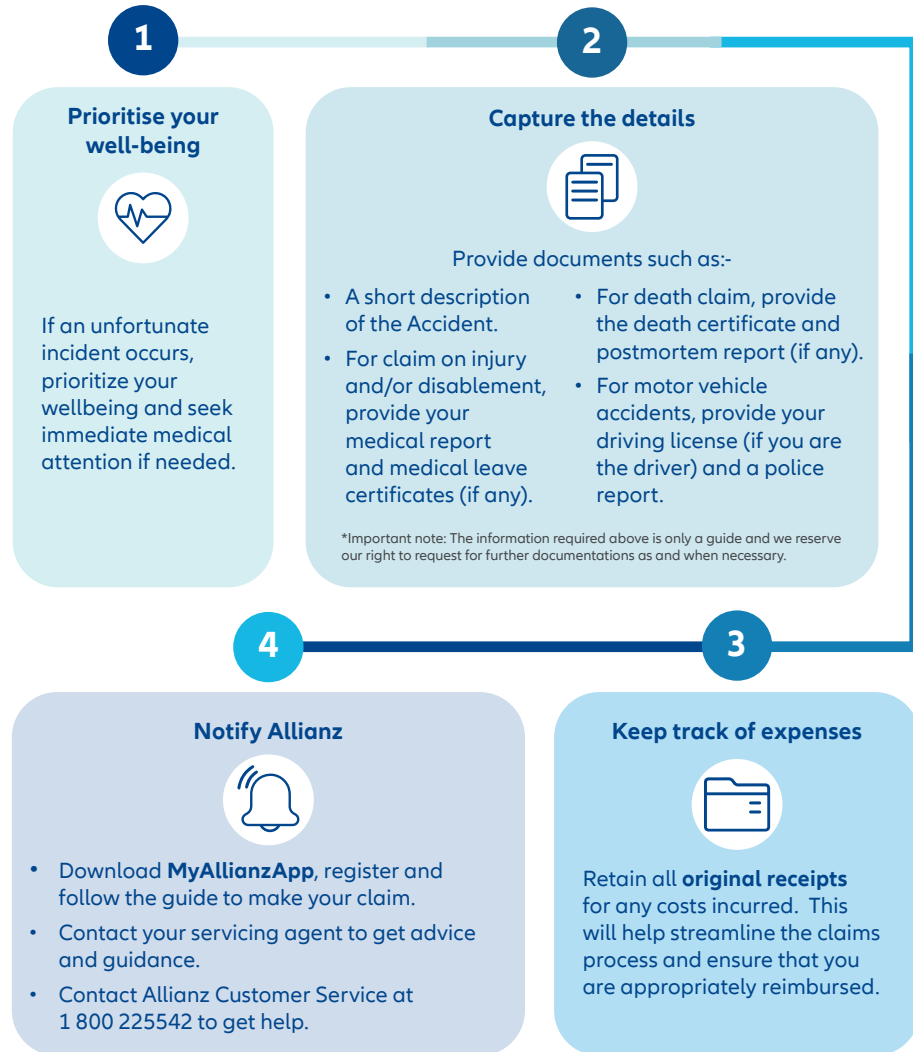 1
Prioritise your
well-being
If an unfortunate
incident occurs,
prioritize your
wellbeing and seek
immediate medical
attention if needed.
2
Capture the details
Provide documents such as:-
• A short description
of the Accident.
• For claim on injury
and/or disablement,
provide your
medical report
and medical leave
certificates (if any).
• For death claim, provide
the death certificate and
postmortem report (if any).
• For motor vehicle
accidents, provide your
driving license (if you are
the driver) and a police
report.
*Important note: The information required above is only a guide and we reserve
our right to request for further documentations as and when necessary.
3
Keep track of expenses
Retain all original receipts
for any costs incurred. This
will help streamline the claims
process and ensure that you
are appropriately reimbursed.
4
Notify Allianz
• Download MyAllianzApp, register and
follow the guide to make your claim.
• Contact your servicing agent to get advice
and guidance.
• Contact Allianz Customer Service at
1 800 225542 to get help.